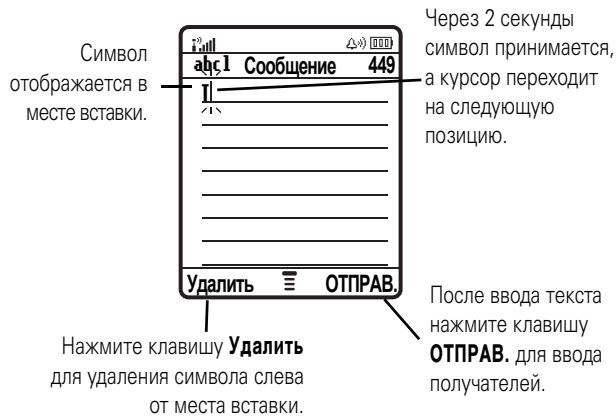 Символ
отображается в
месте вставки.
Через 2 секунды
символ принимается,
а курсор переходит
на следующую
позицию.
abc1 Сообщение 449
I
Удалить ОТПРАВ.
Нажмите клавишу Удалить
для удаления символа слева
от места вставки.
После ввода текста
нажмите клавишу
ОТПРАВ. для ввода
получателей.